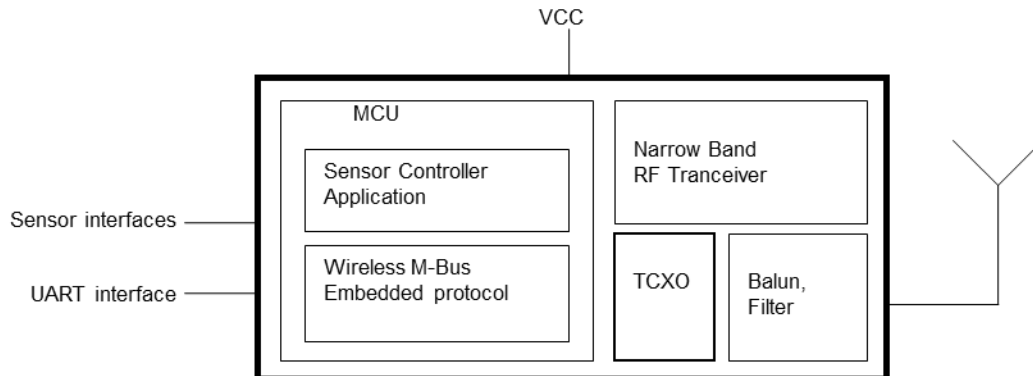 VCC
MCU
Sensor Controller
Application
Wireless M-Bus
Embedded protocol
Narrow Band
RF Tranceiver
TCXO
Balun,
Filter
Sensor interfaces
UART interface